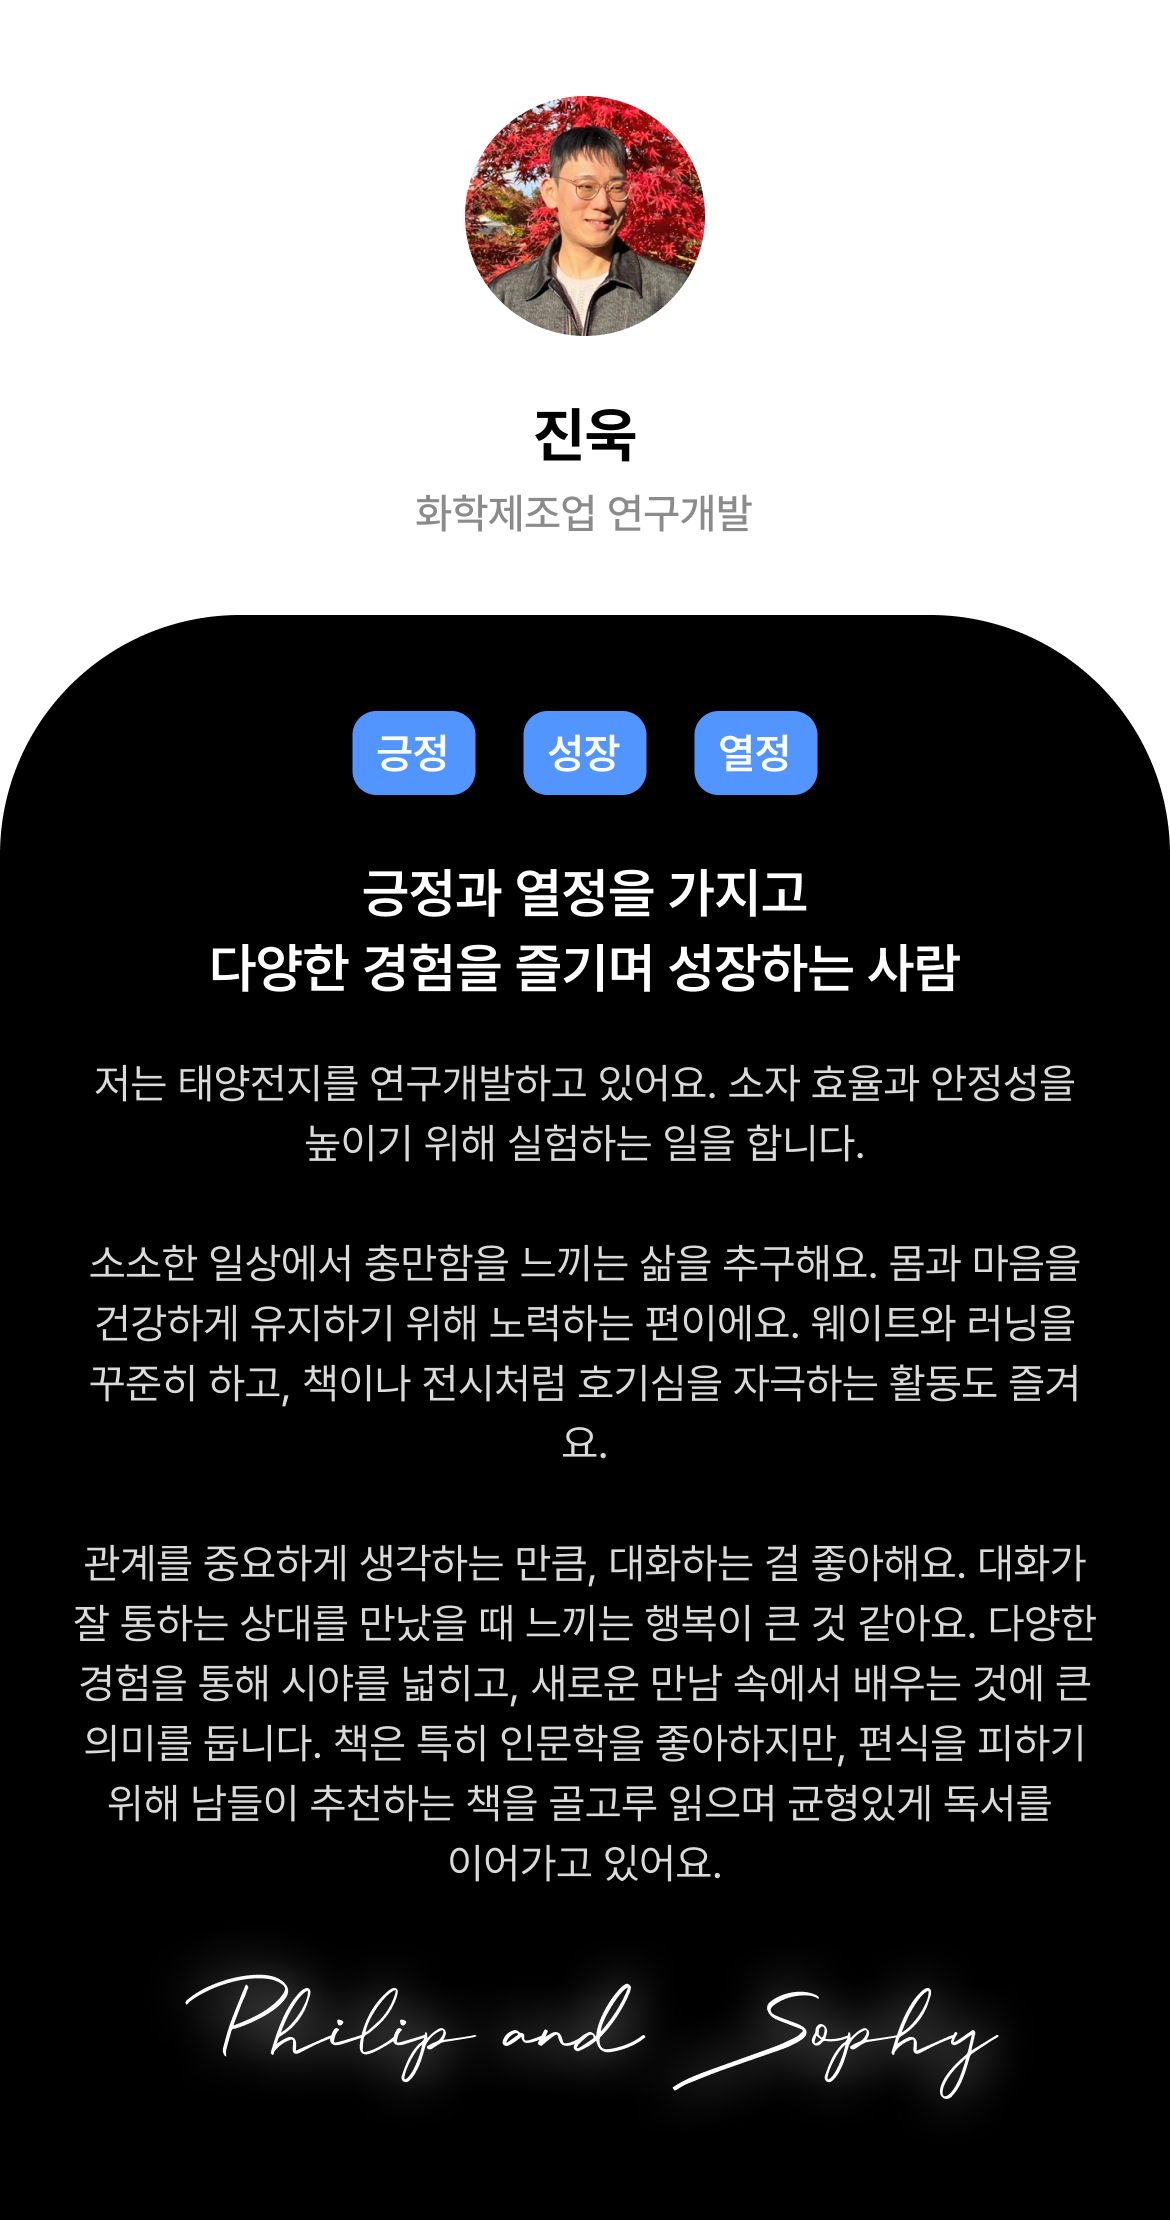 진욱
화학제조업 연구개발
긍정 성장 열정
긍정과 열정을 가지고
다양한 경험을 즐기며 성장하는 사람
저는 태양전지를 연구개발하고 있어요. 소자 효율과 안정성을
높이기 위해 실험하는 일을 합니다.
소소한 일상에서 충만함을 느끼는 삶을 추구해요. 몸과 마음을
건강하게 유지하기 위해 노력하는 편이에요. 웨이트와 러닝을
꾸준히 하고, 책이나 전시처럼 호기심을 자극하는 활동도 즐겨
요.
관계를 중요하게 생각하는 만큼, 대화하는 걸 좋아해요. 대화가
잘 통하는 상대를 만났을 때 느끼는 행복이 큰 것 같아요. 다양한
경험을 통해 시야를 넓히고, 새로운 만남 속에서 배우는 것에 큰
의미를 둡니다. 책은 특히 인문학을 좋아하지만, 편식을 피하기
위해 남들이 추천하는 책을 골고루 읽으며 균형있게 독서를
이어가고 있어요.
Philip and Sophy